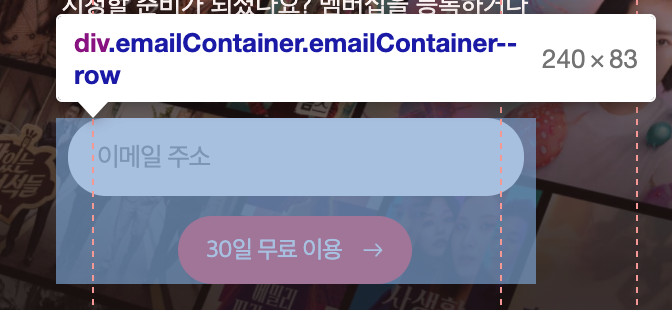 시청할 준비가 되셨나요? 멤버십을 등록하거나
div.emailContainer.emailContainer--
row
240 × 83
이메일 주소
30일 무료 이용 →